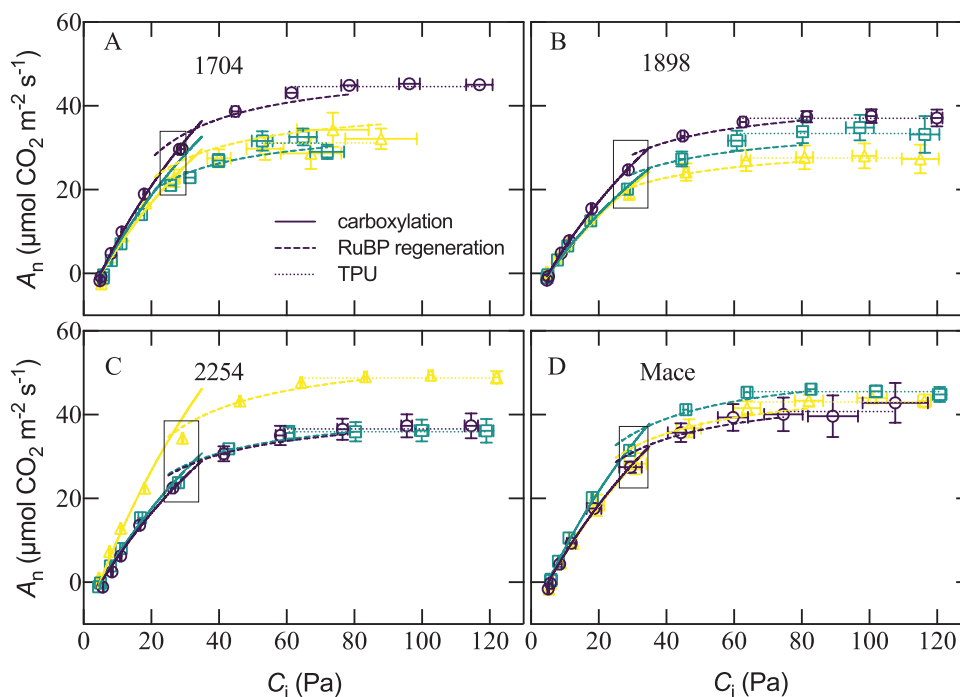 A
1704
carboxylation
RuBP regeneration
TPU
60
40
20
0
Aₙ (µmol CO2 m⁻² s⁻¹)
B
1898
C
2254
60
40
20
0
Aₙ (µmol CO2 m⁻² s⁻¹)
0 20 40 60 80 100 120
Cᵢ (Pa)
D
Mace
0 20 40 60 80 100 120
Cᵢ (Pa)